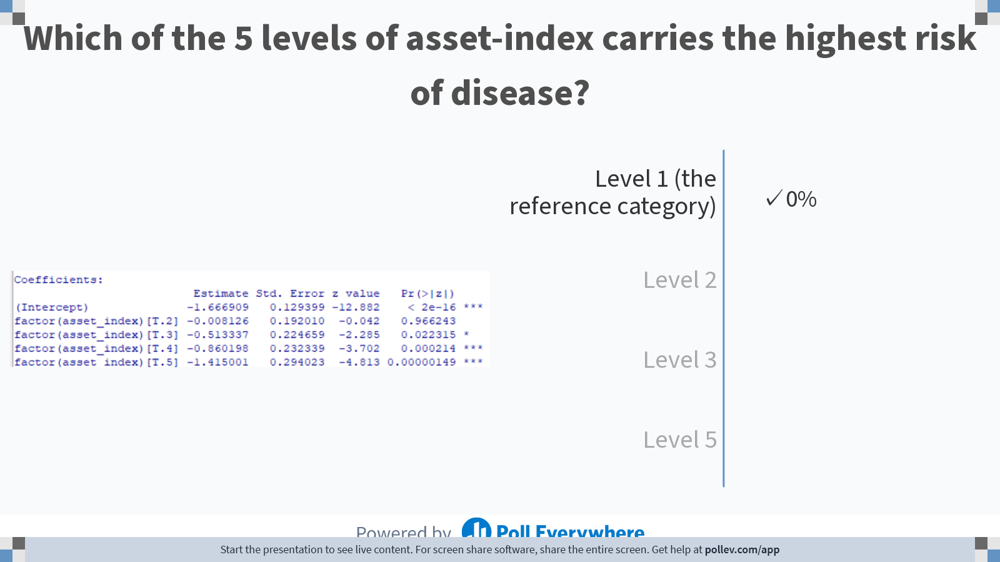 Which of the 5 levels of asset-index carries the highest risk
of disease?
Level 1 (the
reference category)
✓ 0%
Level 2
Level 3
Level 5
Coefficients:
Estimate Std. Error z value Pr(>|z|)
(Intercept) -1.666909 0.129399 -12.882 < 2e-16 ***
factor(asset_index)[T.2] -0.008126 0.192010 -0.042 0.966243
factor(asset_index)[T.3] -0.513337 0.224659 -2.285 0.022315 *
factor(asset_index)[T.4] -0.860198 0.232339 -3.702 0.000214 ***
factor(asset_index)[T.5] -1.415001 0.294023 -4.813 0.00000149 ***
Powered by Poll Everywhere
Start the presentation to see live content. For screen share software, share the entire screen. Get help at pollev.com/app